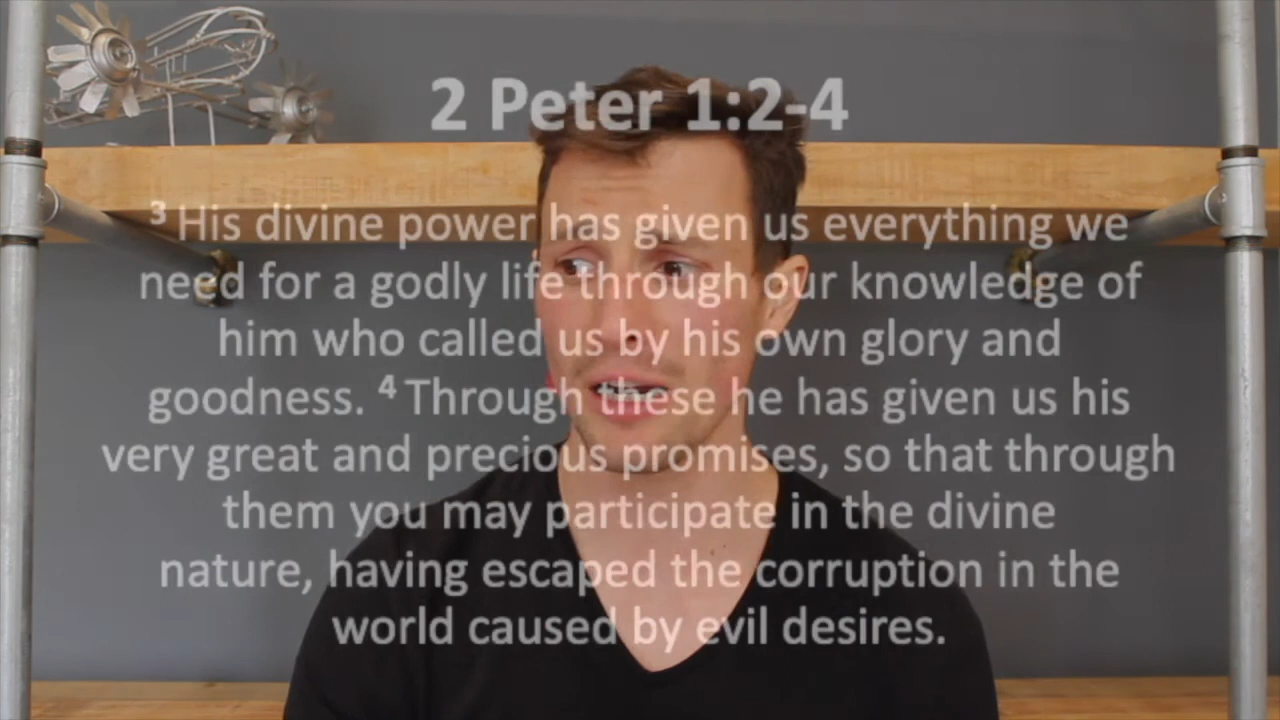 2 Peter 1:2-4
³ His divine power has given us everything we
need for a godly life through our knowledge of
him who called us by his own glory and
goodness. ⁴ Through these he has given us his
very great and precious promises, so that through
them you may participate in the divine
nature, having escaped the corruption in the
world caused by evil desires.